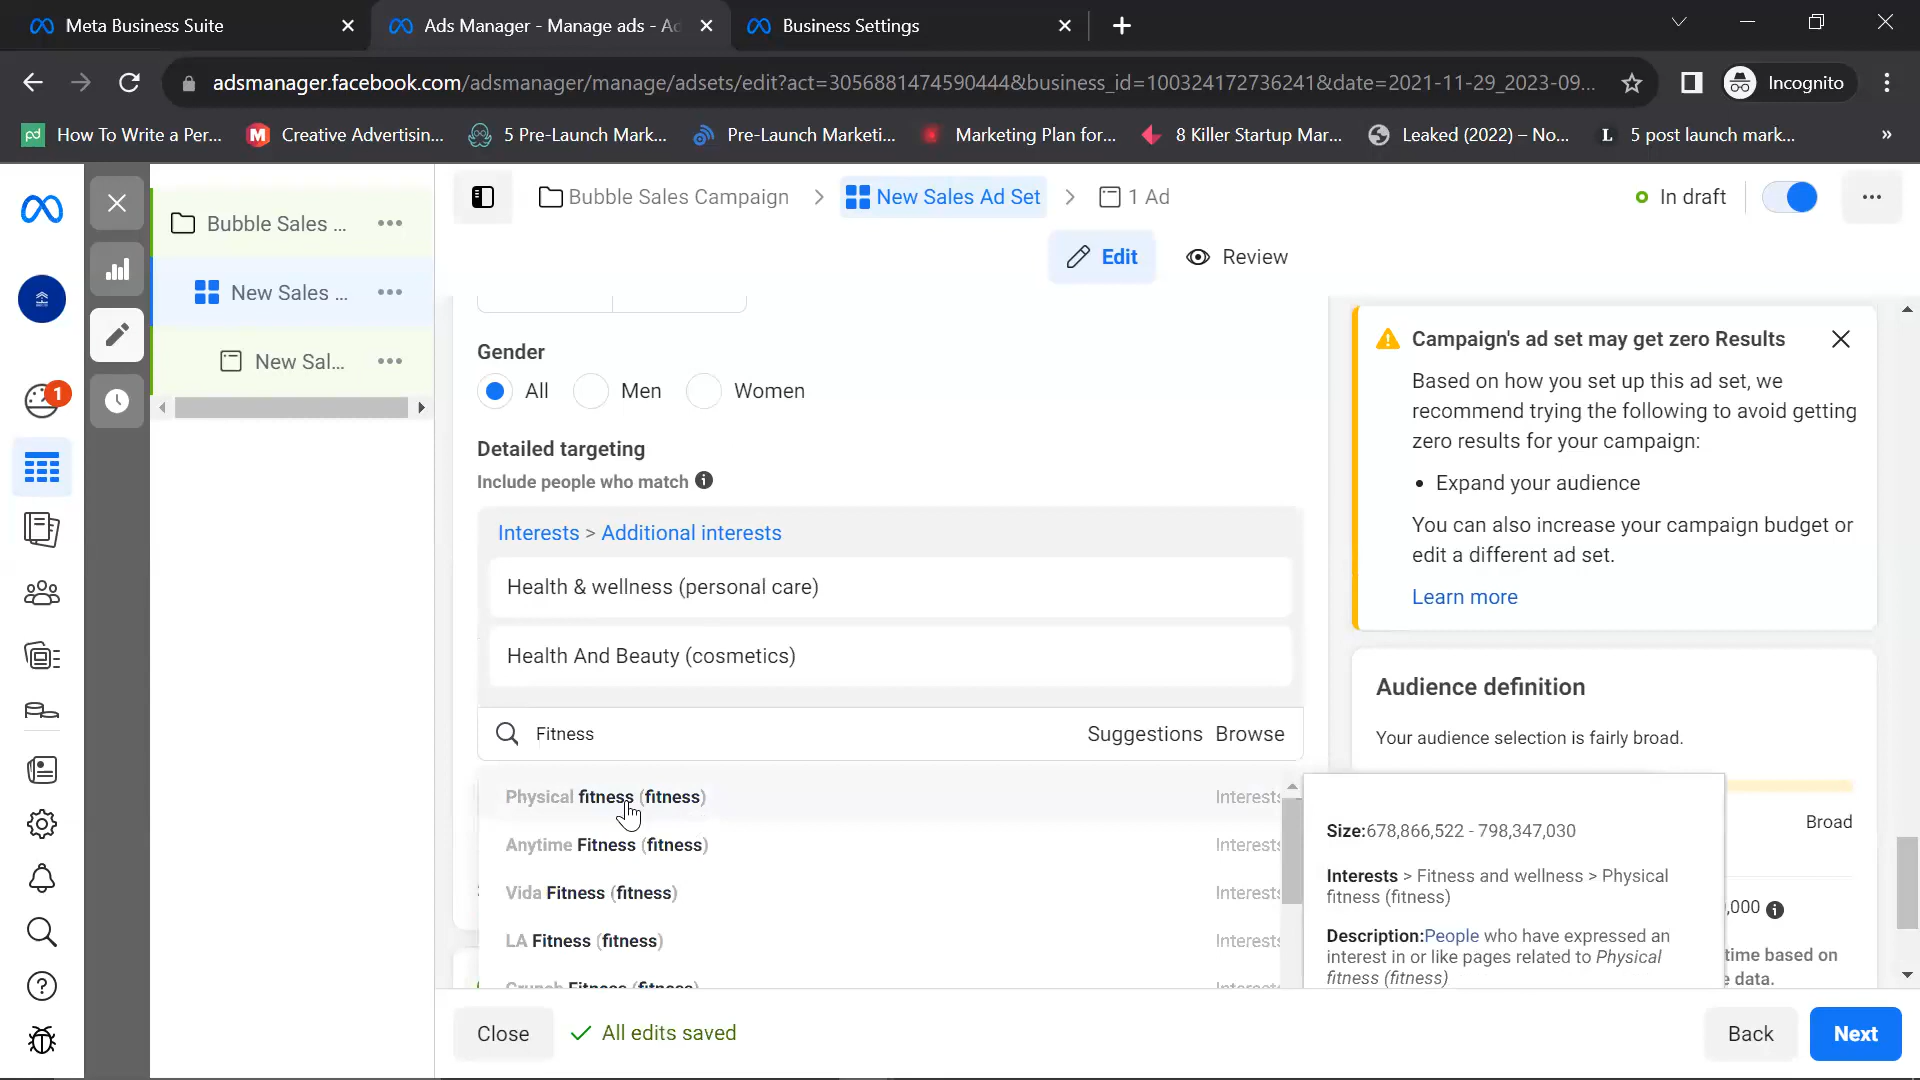 Meta Business Suite
Ads Manager - Manage ads - Ad
Business Settings
adsmanager.facebook.com/adsmanager/manage/adsets/edit?act=3056881474590444&business_id=100324172736241&date=2021-11-29_2023-09...
Incognito
How To Write a Per...
Creative Advertisin...
5 Pre-Launch Mark...
Pre-Launch Marketi...
Marketing Plan for...
8 Killer Startup Mar...
Leaked (2022) – No...
5 post launch mark...
»
Bubble Sales ...
New Sales ...
New Sal...
1
Bubble Sales Campaign
New Sales Ad Set
1 Ad
In draft
Edit
Review
Gender
All
Men
Women
Detailed targeting
Include people who match
Interests > Additional interests
Health & wellness (personal care)
Health And Beauty (cosmetics)
Fitness
Suggestions
Browse
Physical fitness (fitness)
Interests
Anytime Fitness (fitness)
Interests
Vida Fitness (fitness)
Interests
LA Fitness (fitness)
Interests
Crunch Fitness (fitness)
Interests
Campaign's ad set may get zero Results
Based on how you set up this ad set, we
recommend trying the following to avoid getting
zero results for your campaign:
• Expand your audience
You can also increase your campaign budget or
edit a different ad set.
Learn more
Audience definition
Your audience selection is fairly broad.
Broad
Size:678,866,522 - 798,347,030
Interests > Fitness and wellness > Physical
fitness (fitness)
Description:People who have expressed an
interest in or like pages related to Physical
fitness (fitness)
,000
time based on
data.
Close
All edits saved
Back
Next